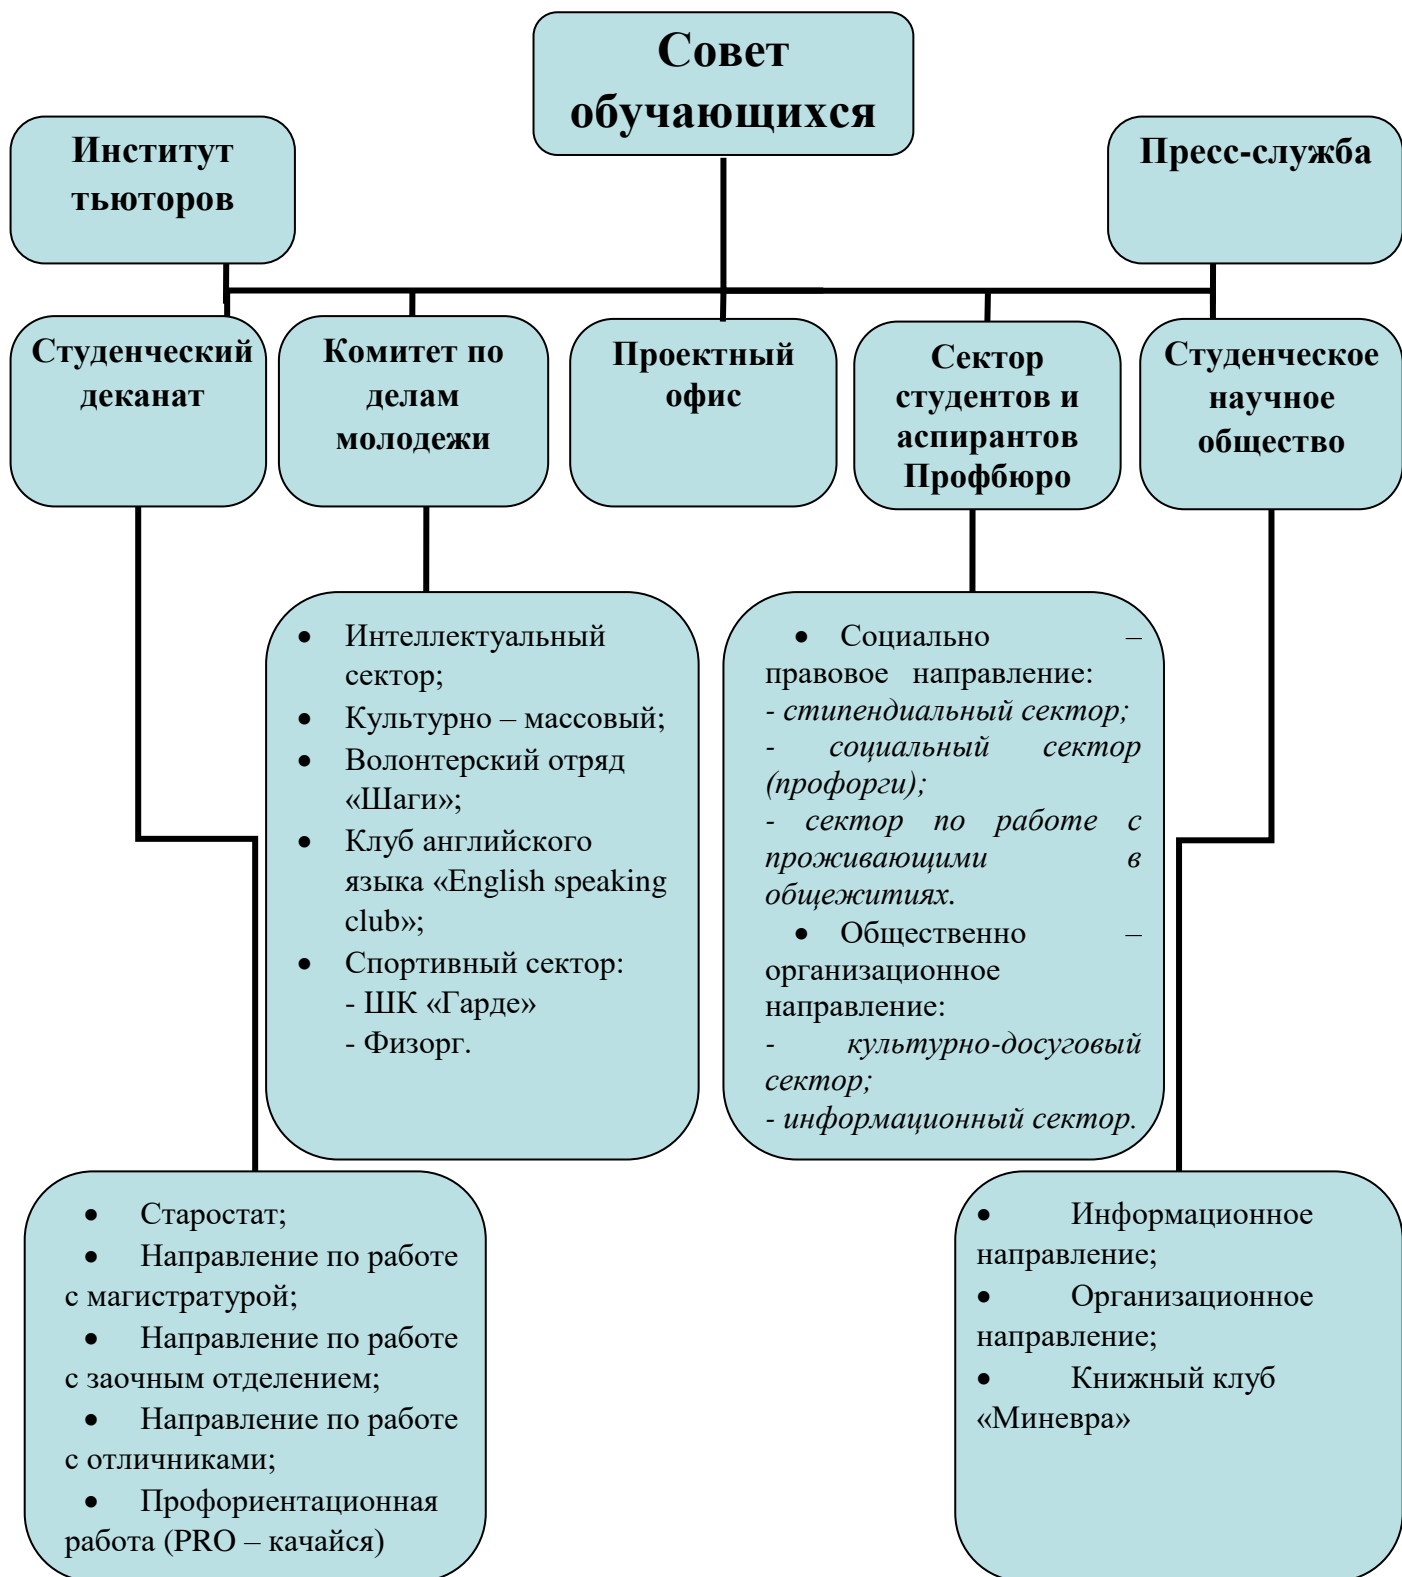 Совет
обучающихся
Институт
тьюторов
Пресс-служба
Студенческий
деканат
Комитет по
делам
молодежи
Проектный
офис
Сектор
студентов и
аспирантов
Профбюро
Студенческое
научное
общество
• Интеллектуальный
сектор;
• Культурно – массовый;
• Волонтерский отряд
«Шаги»;
• Клуб английского
языка «English speaking
club»;
• Спортивный сектор:
- ШК «Гарде»
- Физорг.
• Социально –
правовое направление:
- стипендиальный сектор;
- социальный сектор
(профорги);
- сектор по работе с
проживающими в
общежитиях.
• Общественно –
организационное
направление:
- культурно-досуговый
сектор;
- информационный сектор.
• Старостат;
• Направление по работе
с магистратурой;
• Направление по работе
с заочным отделением;
• Направление по работе
с отличниками;
• Профориентационная
работа (PRO – качайся)
• Информационное
направление;
• Организационное
направление;
• Книжный клуб
«Миневра»